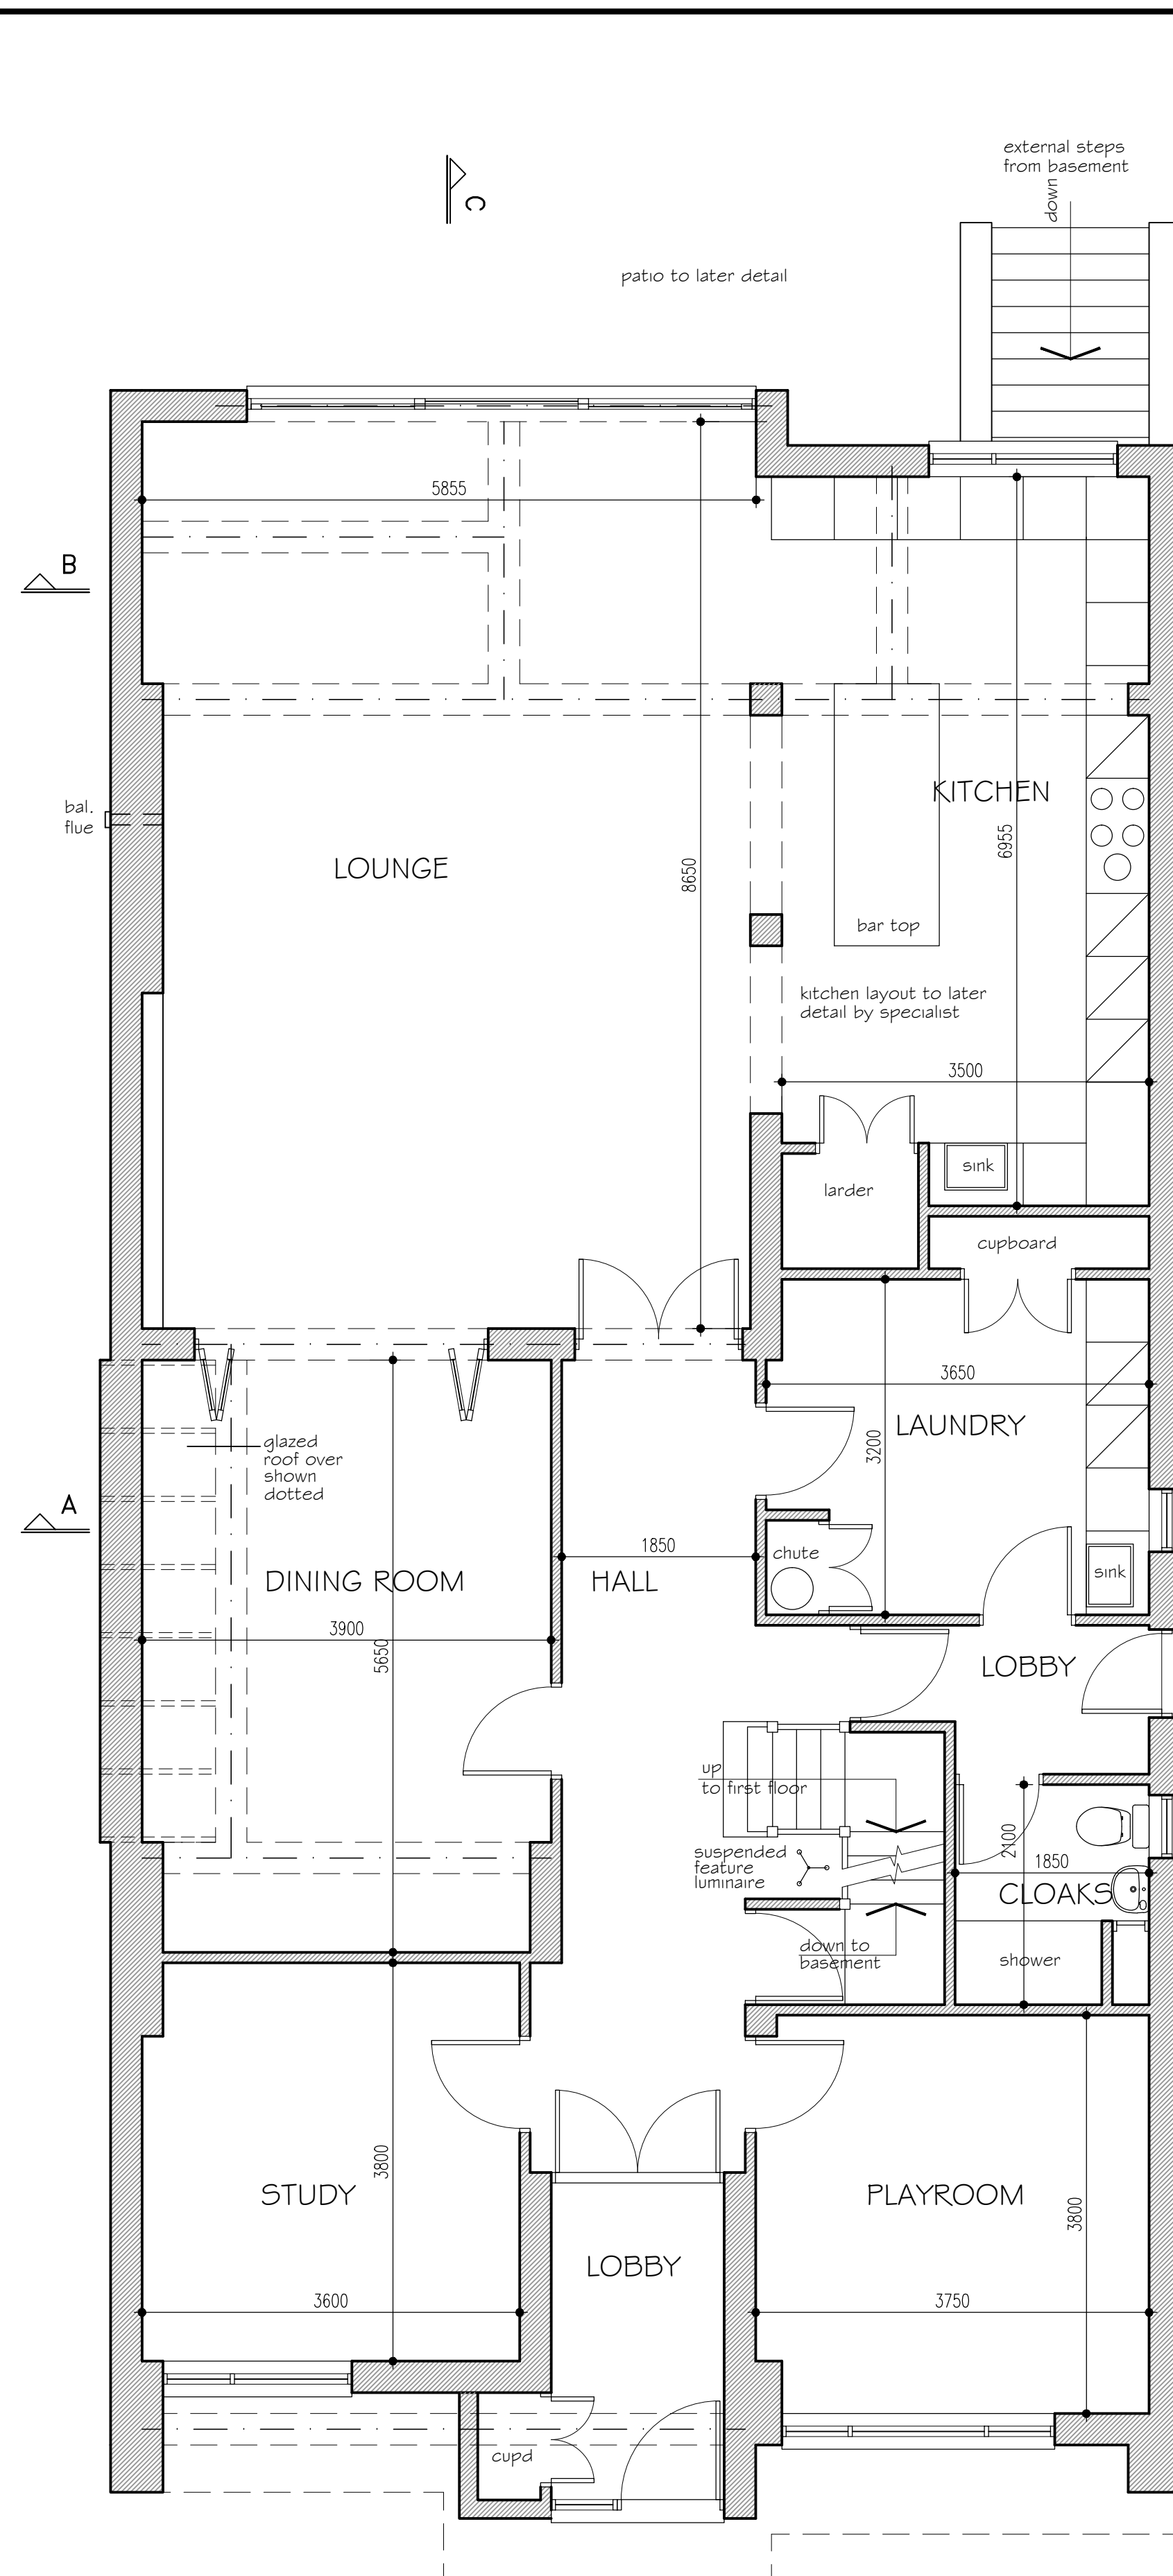 external steps
from basement
down
C
patio to later detail
5855
B
KITCHEN
bal.
flue
6955
LOUNGE
8650
bar top
kitchen layout to later
detail by specialist
3500
sink
larder
cupboard
3650
LAUNDRY
3200
glazed
roof over
shown
dotted
A
1850
chute
DINING ROOM
HALL
sink
3900
5650
LOBBY
up
to first floor
suspended
feature
luminaire
2100
1850
CLOAKS
down to
basement
shower
3800
STUDY
PLAYROOM
3800
LOBBY
3600
3750
cupd